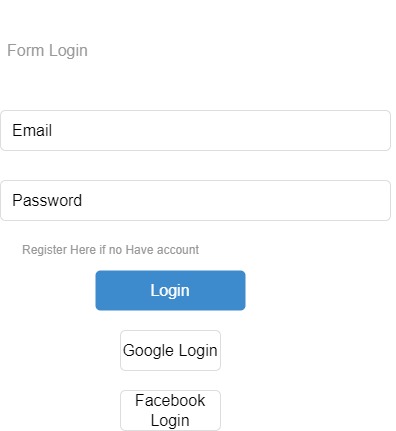 Form Login
Email
Password
Register Here if no Have account
Login
Google Login
Facebook
Login